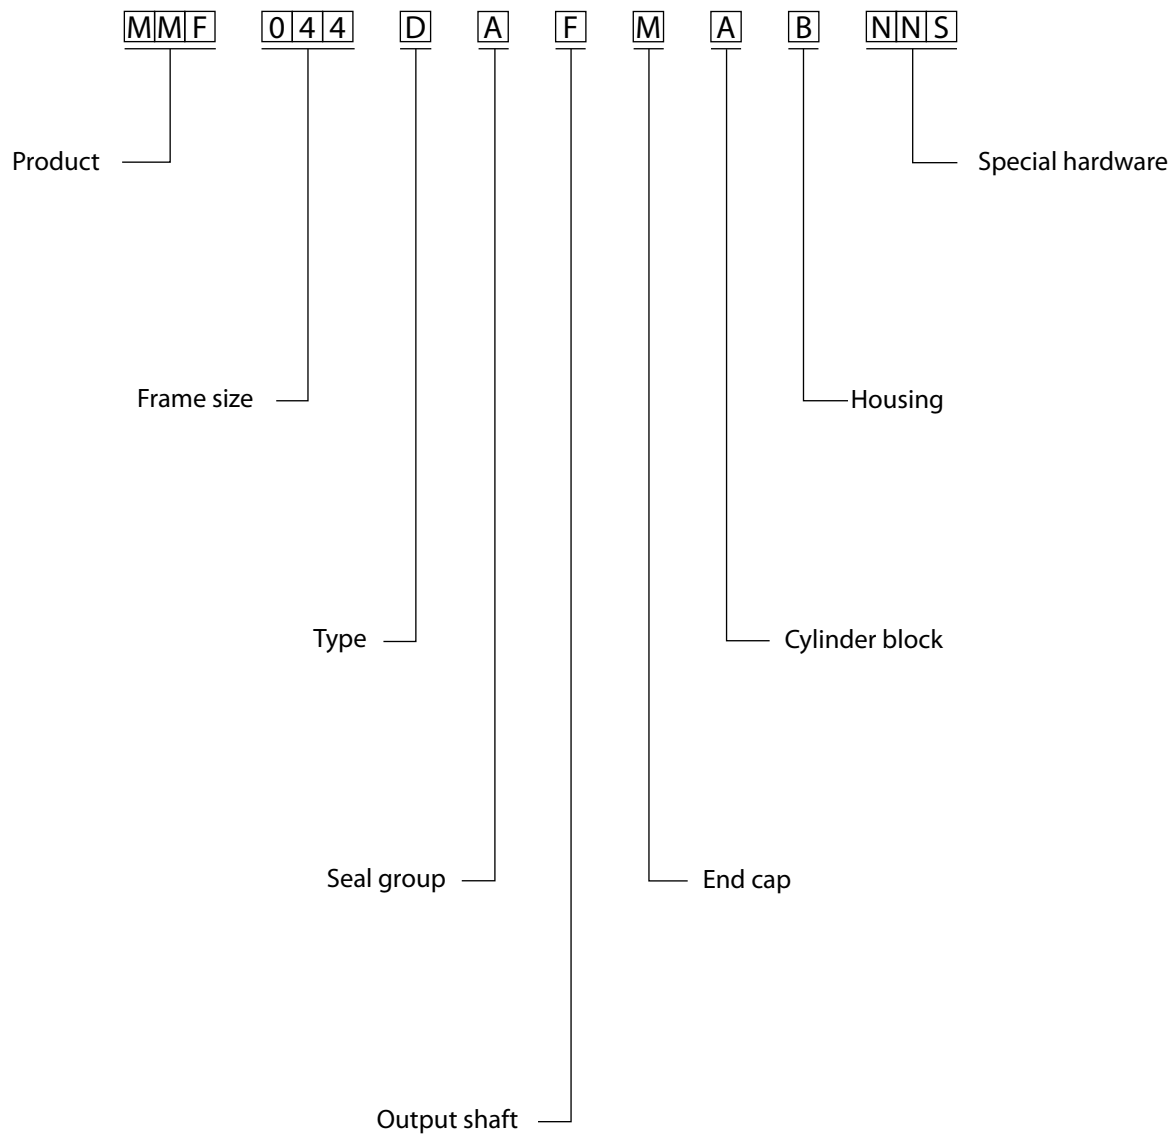 MMF 044 D A F M A B NNS
Product Special hardware
Frame size Housing
Type Cylinder block
Seal group End cap
Output shaft